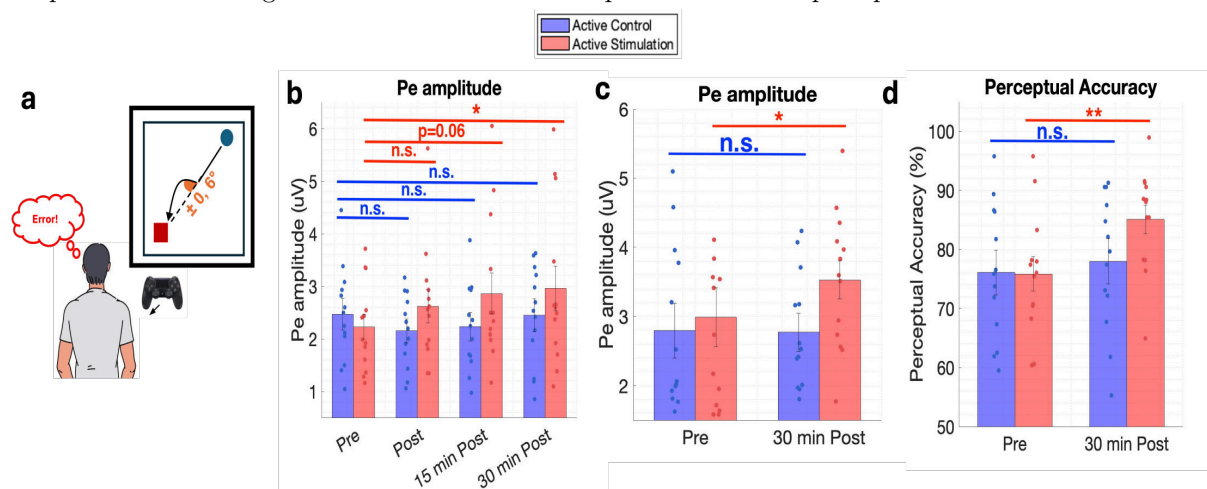 Active Control
Active Stimulation
a
Error!
± 0, 6°
b
Pe amplitude
Pe amplitude (uV)
6
5
4
3
2
1
*
p=0.06
n.s.
n.s.
n.s.
n.s.
Pre
Post
15 min Post
30 min Post
c
Pe amplitude
Pe amplitude (uV)
6
5
4
3
2
*
n.s.
Pre
30 min Post
d
Perceptual Accuracy
Perceptual Accuracy (%)
100
90
80
70
60
50
**
n.s.
Pre
30 min Post